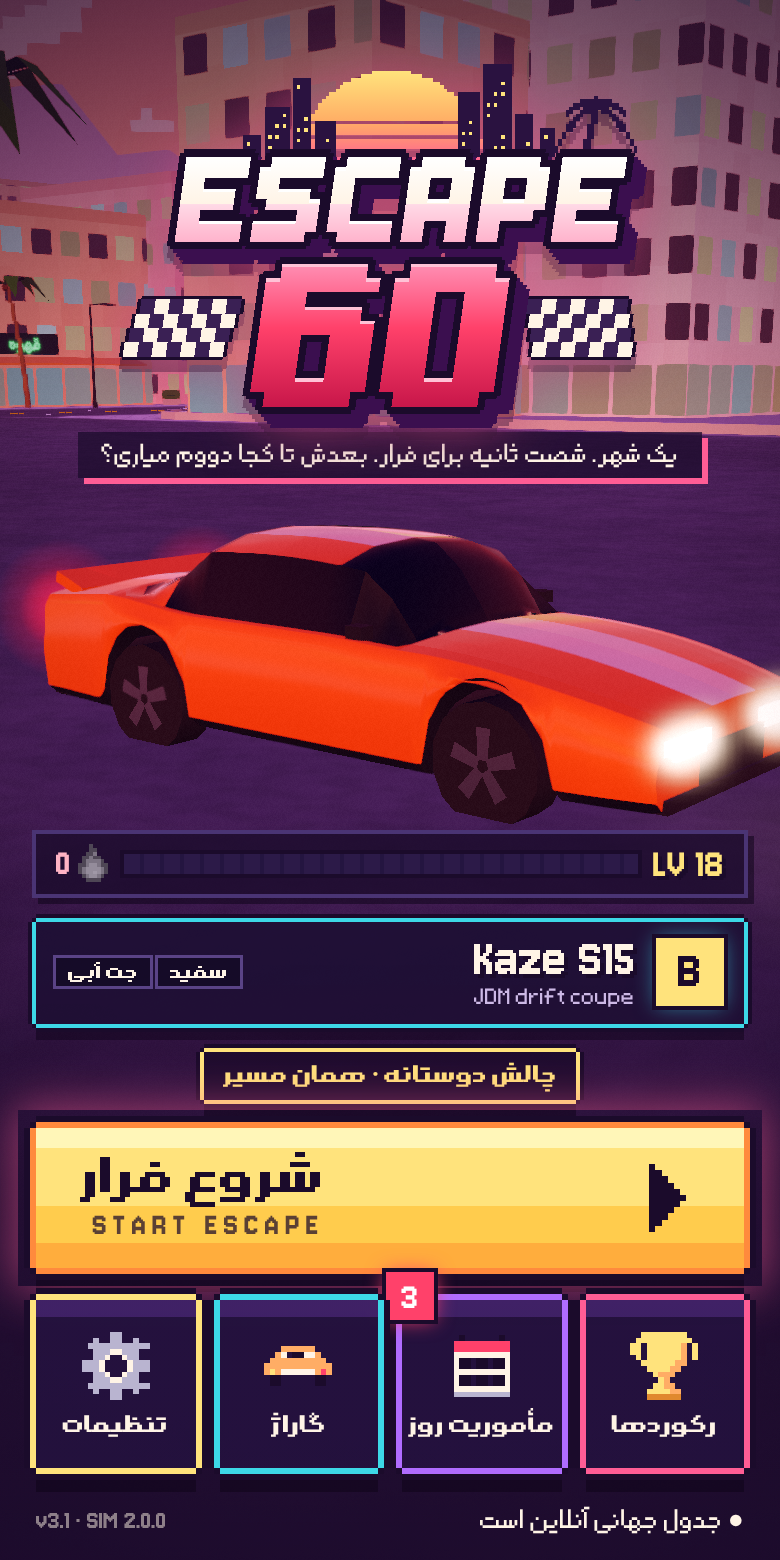 ESCAPE
60
قهوه
یک شهر. شصت ثانیه برای فرار. بعدش تا کجا دووم میاری؟
0 LV 18
Kaze S15 B
JDM drift coupe
سفید جت آبی
چالش دوستانه · همان مسیر
شروع فرار
START ESCAPE
3
رکوردها مأموریت روز گاراژ تنظیمات
جدول جهانی آنلاین است
v3.1 · SIM 2.0.0